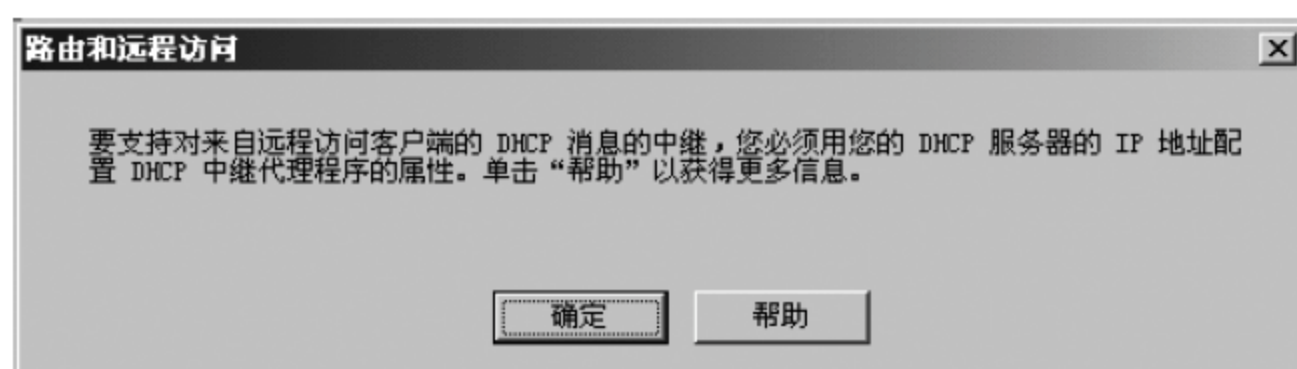 路由和远程访问
要支持对来自远程访问客户端的 DHCP 消息的中继，您必须用您的 DHCP 服务器的 IP 地址配
置 DHCP 中继代理程序的属性。单击“帮助”以获得更多信息。
确定 帮助